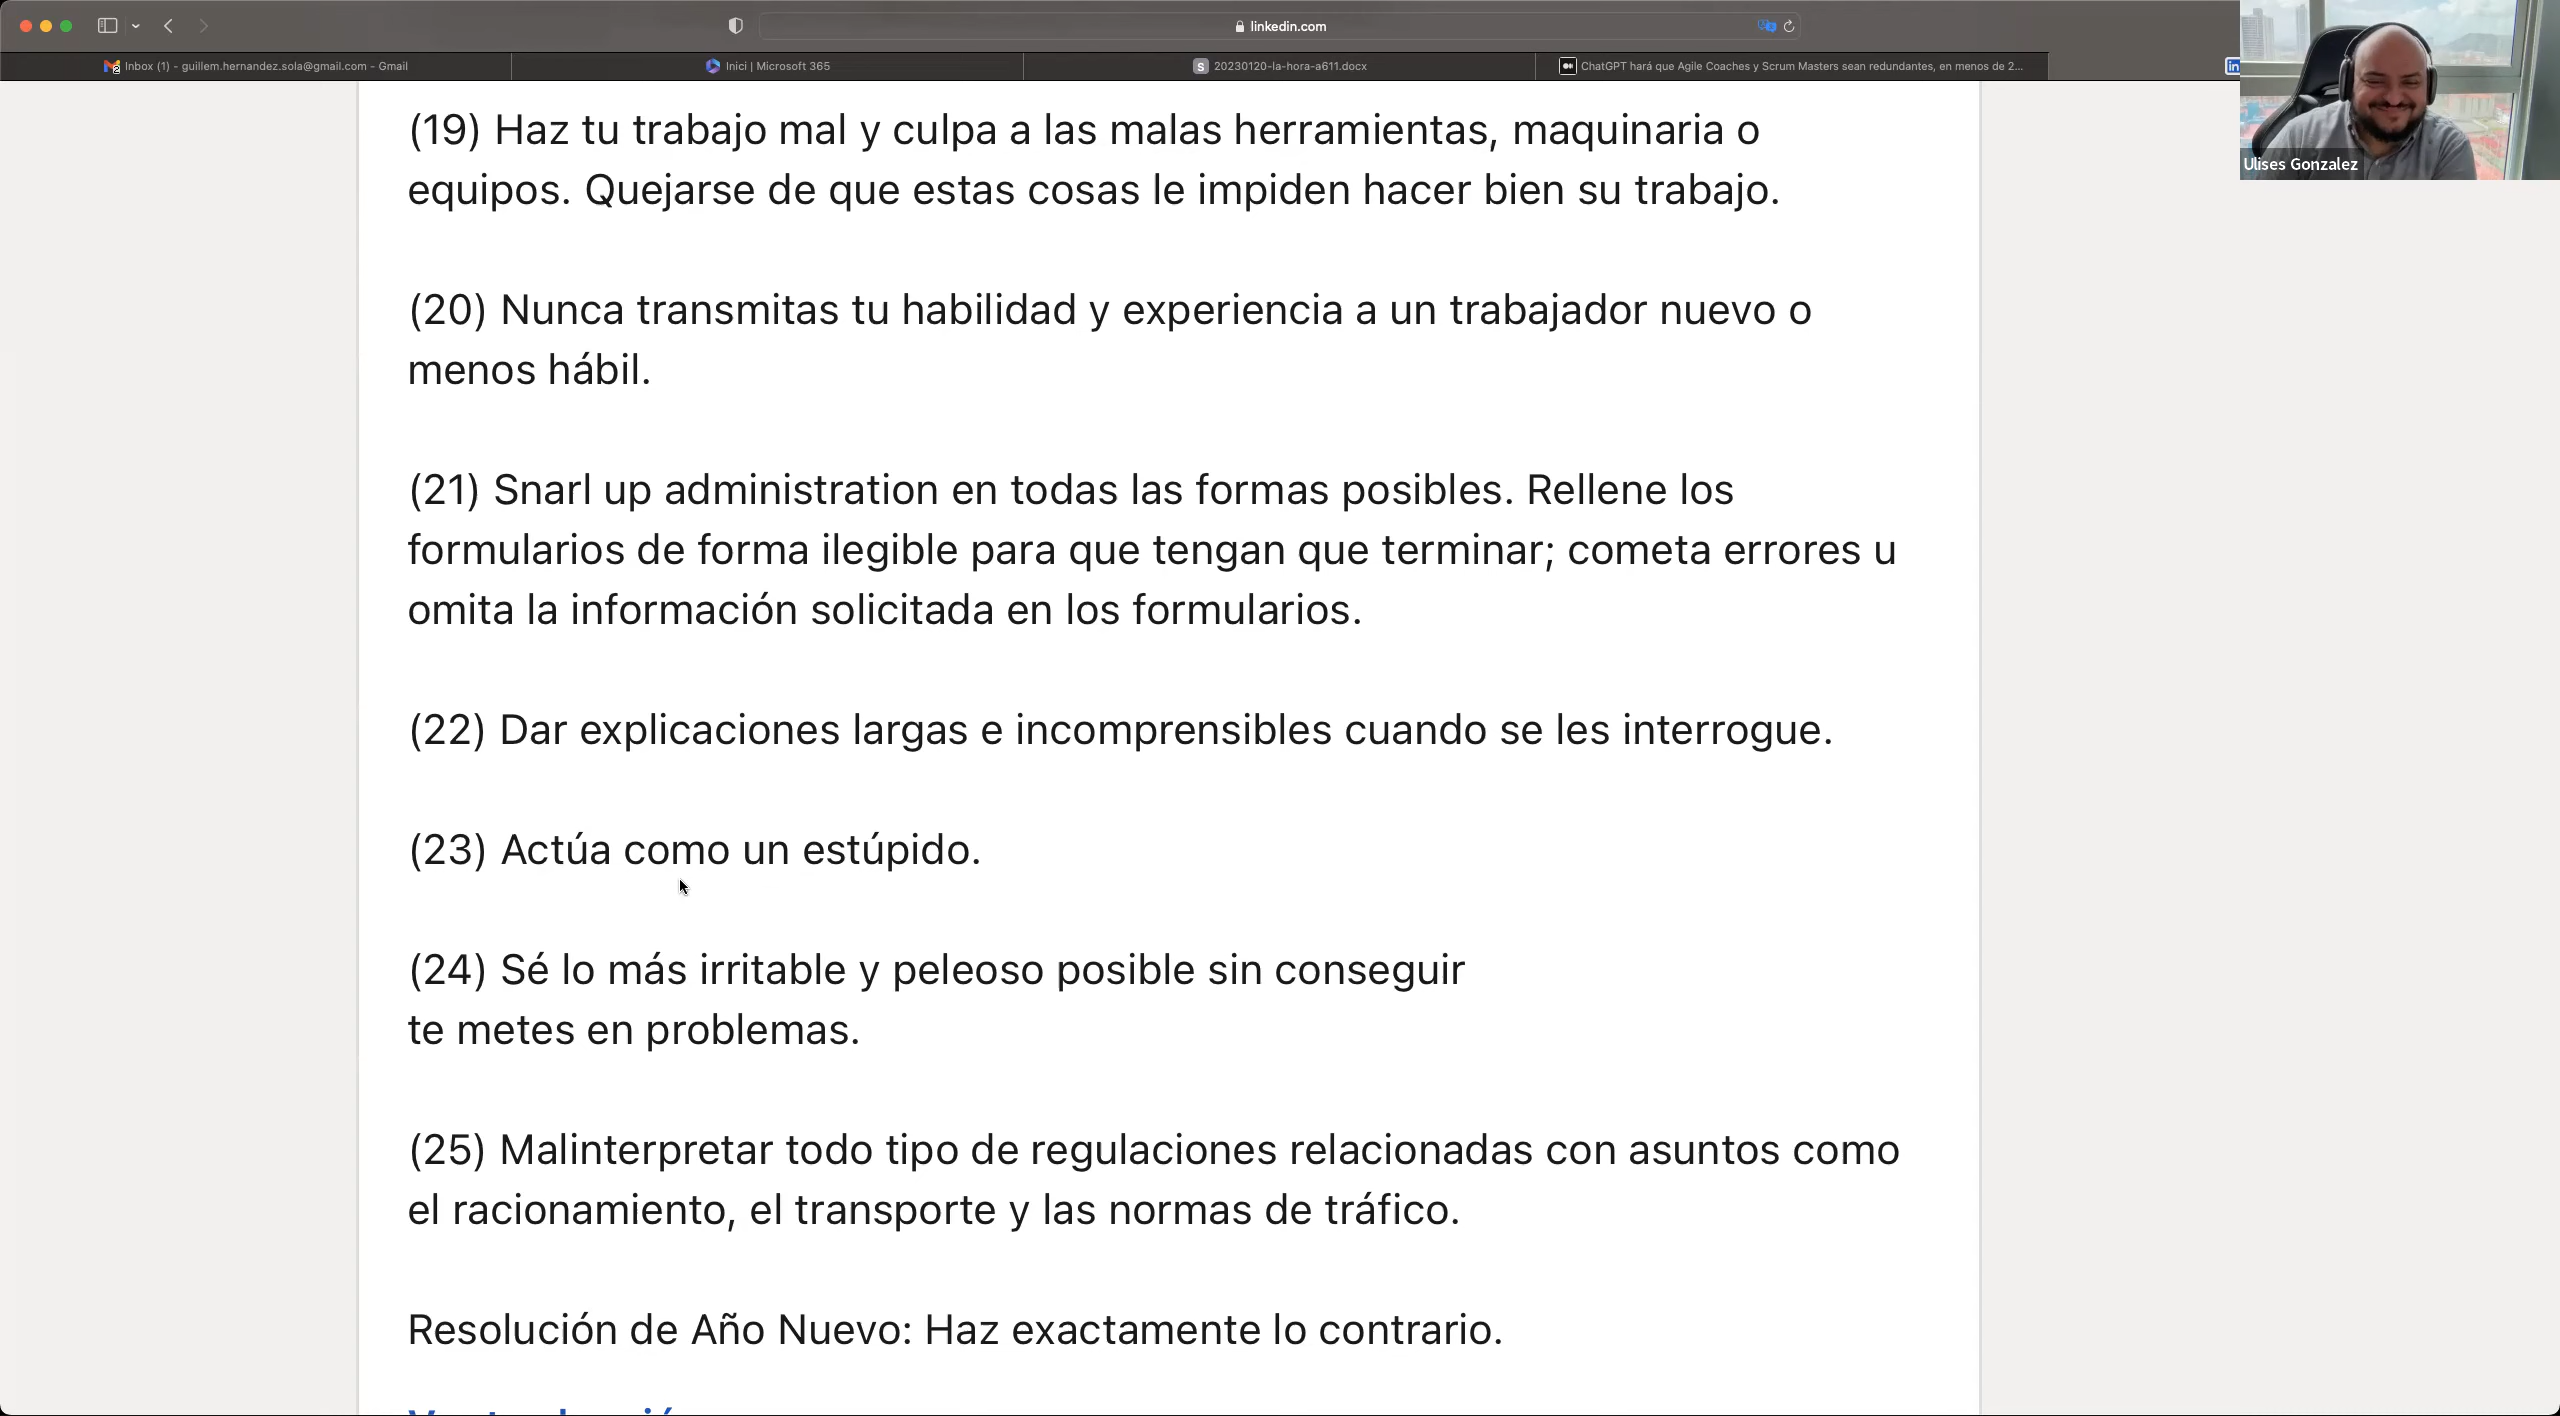 linkedin.com
Inbox (1) - guillem.hernandez.sola@gmail.com - Gmail
Inici | Microsoft 365
S 20230120-la-hora-a611.docx
ChatGPT hará que Agile Coaches y Scrum Masters sean redundantes, en menos de 2...
in
Ulises Gonzalez
(19) Haz tu trabajo mal y culpa a las malas herramientas, maquinaria o
equipos. Quejarse de que estas cosas le impiden hacer bien su trabajo.
(20) Nunca transmitas tu habilidad y experiencia a un trabajador nuevo o
menos hábil.
(21) Snarl up administration en todas las formas posibles. Rellene los
formularios de forma ilegible para que tengan que terminar; cometa errores u
omita la información solicitada en los formularios.
(22) Dar explicaciones largas e incomprensibles cuando se les interrogue.
(23) Actúa como un estúpido.
(24) Sé lo más irritable y peleoso posible sin conseguir
te metes en problemas.
(25) Malinterpretar todo tipo de regulaciones relacionadas con asuntos como
el racionamiento, el transporte y las normas de tráfico.
Resolución de Año Nuevo: Haz exactamente lo contrario.